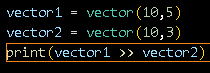 vector1 = vector(10,5)
vector2 = vector(10,3)
print(vector1 >> vector2)